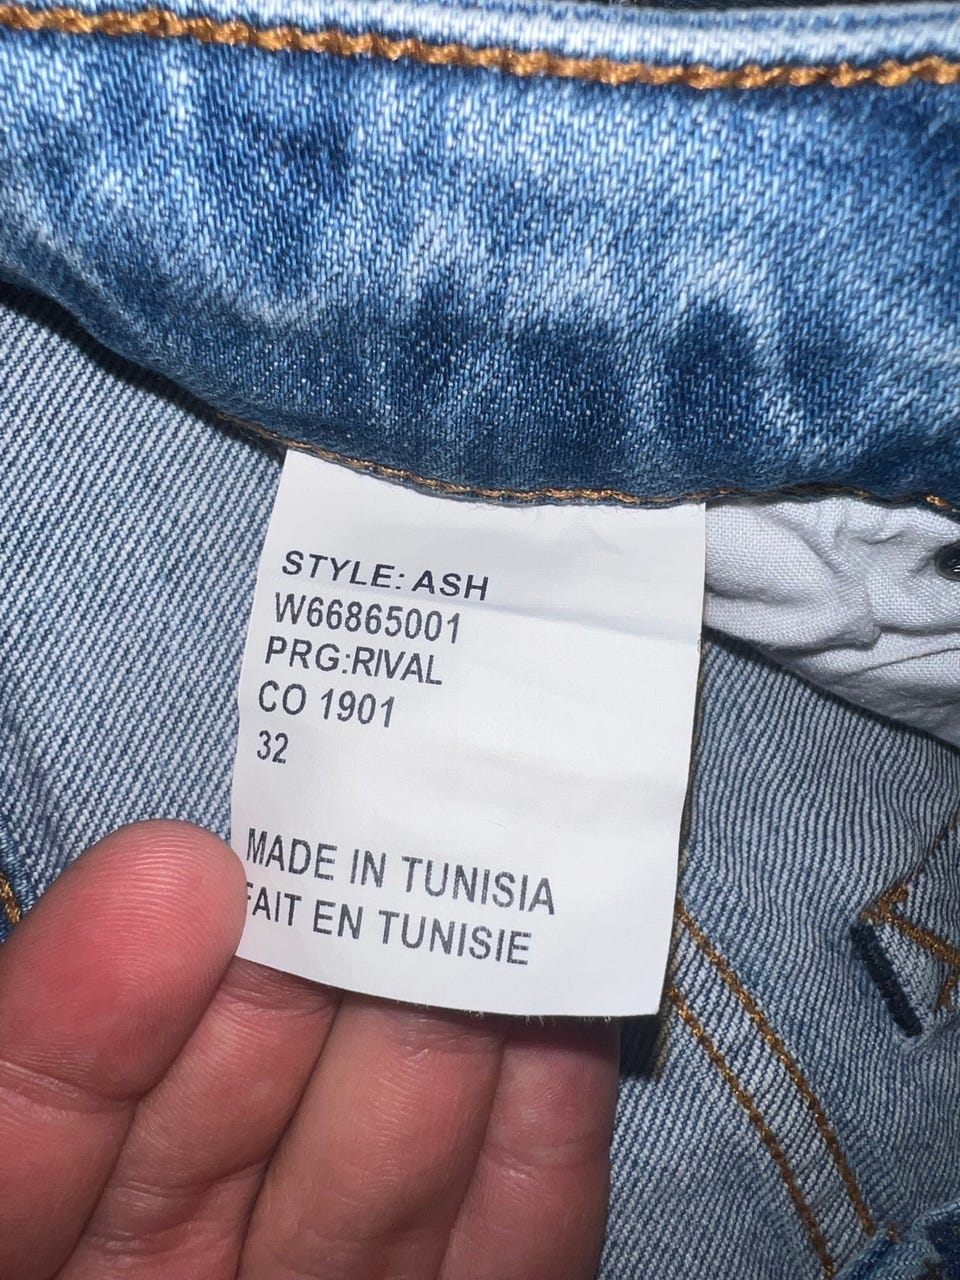 STYLE: ASH
W66865001
PRG:RIVAL
CO 1901
32
MADE IN TUNISIA
FAIT EN TUNISIE